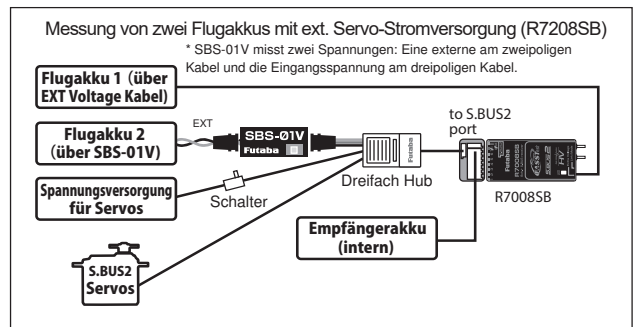 Messung von zwei Flugakkus mit ext. Servo-Stromversorgung (R7208SB)
* SBS-01V misst zwei Spannungen: Eine externe am zweipoligen
Kabel und die Eingangsspannung am dreipoligen Kabel.
Flugakku 1 (über
EXT Voltage Kabel)
Flugakku 2
(über SBS-01V)
EXT
SBS-01V
Futaba
Futaba
to S.BUS2
port
Dreifach Hub
R7008SB
Spannungsversorgung
für Servos
Schalter
Empfängerakku
(intern)
S.BUS2
Servos